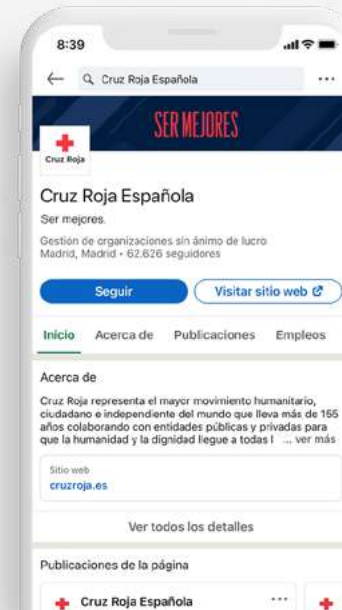 8:39
Cruz Roja Española
SER MEJORES
Cruz Roja
Cruz Roja Española
Ser mejores.
Gestión de organizaciones sin ánimo de lucro
Madrid, Madrid • 62.626 seguidores
Seguir
Visitar sitio web
Inicio Acerca de Publicaciones Empleos
Acerca de
Cruz Roja representa el mayor movimiento humanitario,
ciudadano e independiente del mundo que lleva más de 155
años colaborando con entidades públicas y privadas para
que la humanidad y la dignidad llegue a todas l ... ver más
Sitio web
cruzroja.es
Ver todos los detalles
Publicaciones de la página
Cruz Roja Española